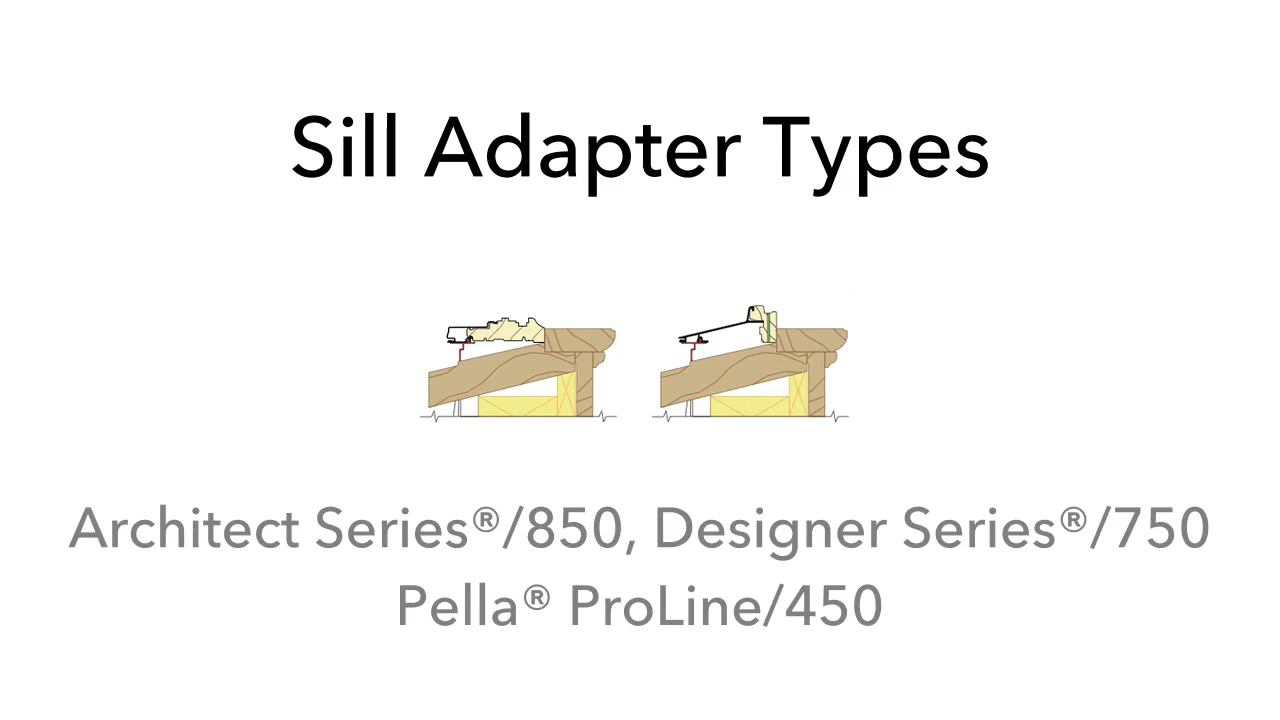 Sill Adapter Types
Architect Series®/850, Designer Series®/750
Pella® ProLine/450